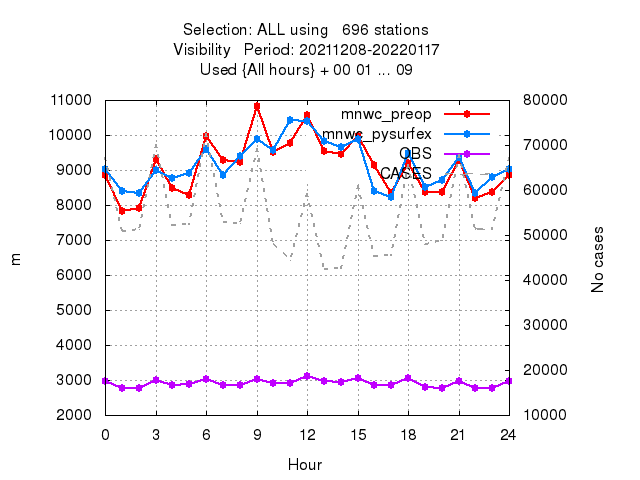 Selection: ALL using   696 stations
Visibility   Period: 20211208-20220117
Used {All hours} + 00 01 ... 09
11000
10000
9000
8000
7000
6000
5000
4000
3000
2000
m
mnwc_preop
mnwc_pysurfex
OBS
CASES
80000
70000
60000
50000
40000
30000
20000
10000
No cases
0 3 6 9 12 15 18 21 24
Hour